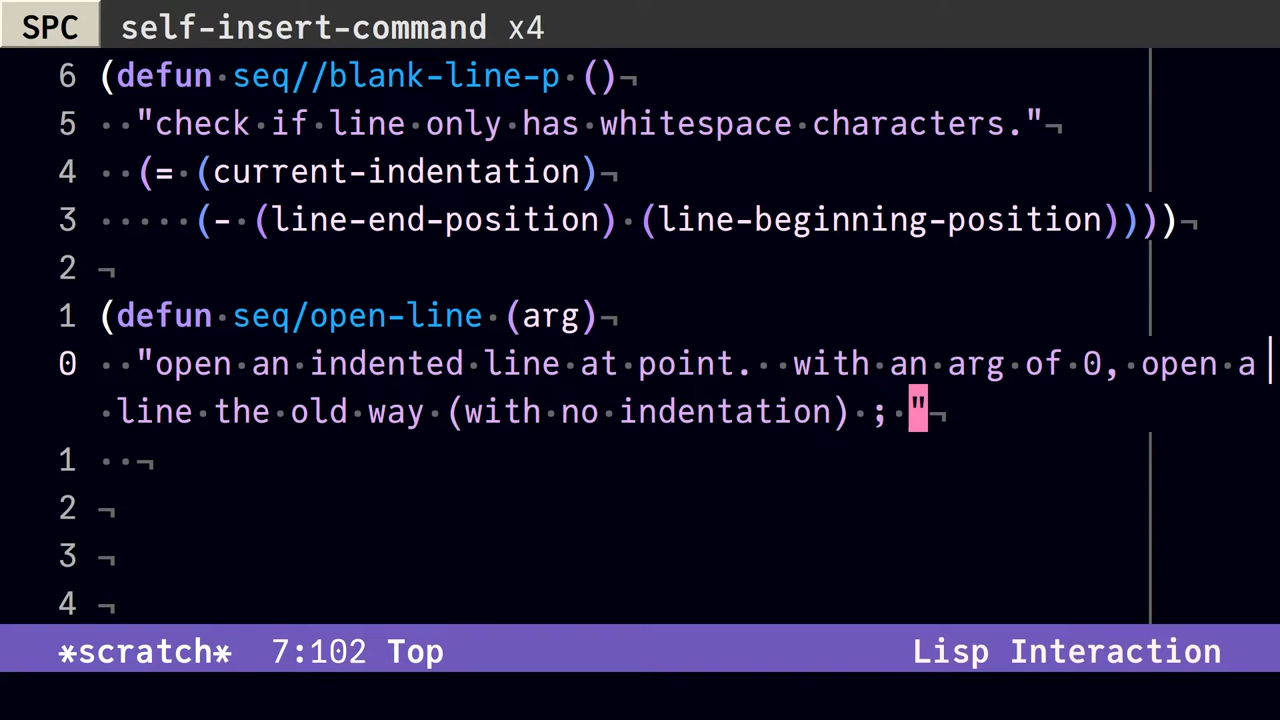 SPC self-insert-command x4
6 (defun·seq//blank-line-p·()¬
5 ··"check·if·line·only·has·whitespace·characters."¬
4 ··(=·(current-indentation)¬
3 ·····(-·(line-end-position)·(line-beginning-position))))¬
2 ¬
1 (defun·seq/open-line·(arg)¬
0 ··"open·an·indented·line·at·point.··with·an·arg·of·0,·open·a
·line·the·old·way·(with·no·indentation)·;·"¬
1 ··¬
2 ¬
3 ¬
4 ¬
*scratch* 7:102 Top Lisp Interaction